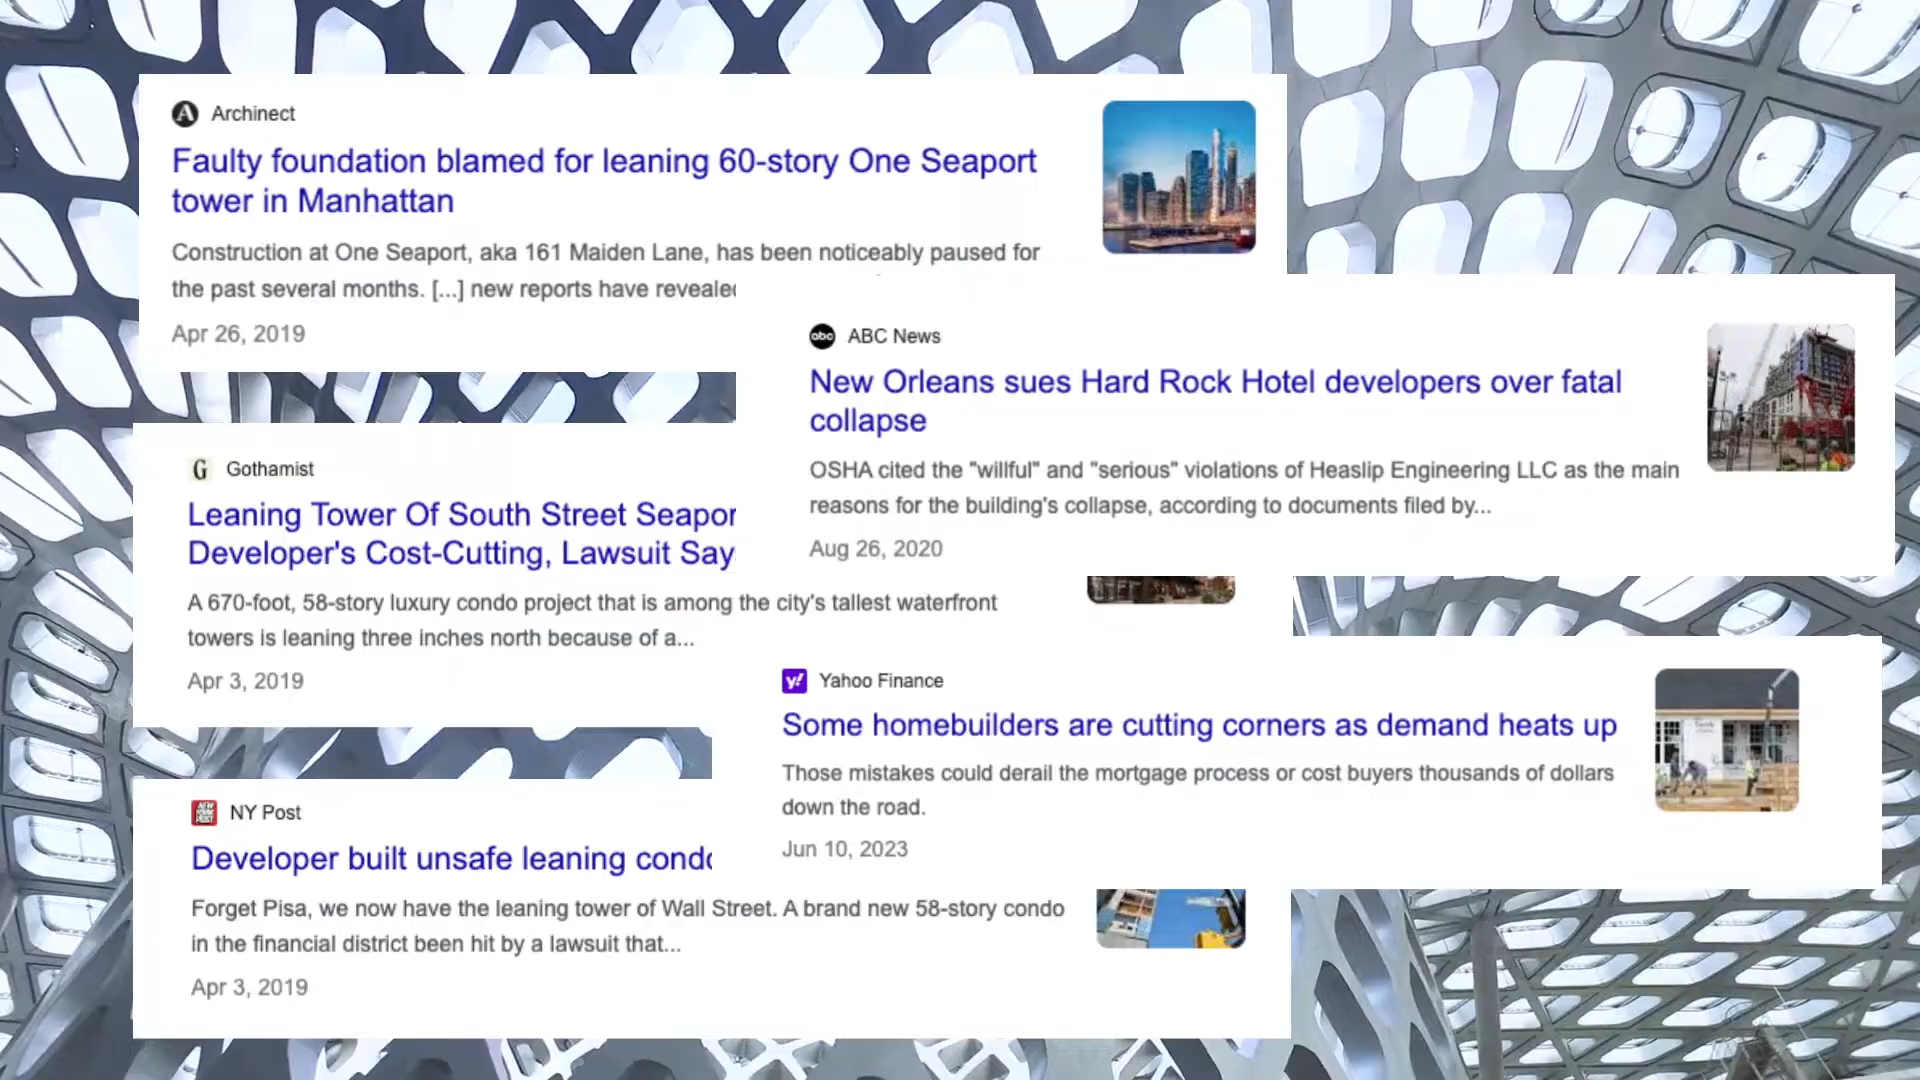 Archinect
Faulty foundation blamed for leaning 60-story One Seaport
tower in Manhattan
Construction at One Seaport, aka 161 Maiden Lane, has been noticeably paused for
the past several months. [...] new reports have revealed
Apr 26, 2019
abc ABC News
New Orleans sues Hard Rock Hotel developers over fatal
collapse
OSHA cited the "willful" and "serious" violations of Heaslip Engineering LLC as the main
reasons for the building's collapse, according to documents filed by...
Aug 26, 2020
G Gothamist
Leaning Tower Of South Street Seapor
Developer's Cost-Cutting, Lawsuit Say
A 670-foot, 58-story luxury condo project that is among the city's tallest waterfront
towers is leaning three inches north because of a...
Apr 3, 2019
y! Yahoo Finance
Some homebuilders are cutting corners as demand heats up
Those mistakes could derail the mortgage process or cost buyers thousands of dollars
down the road.
Jun 10, 2023
NEW YORK POST NY Post
Developer built unsafe leaning condo
Forget Pisa, we now have the leaning tower of Wall Street. A brand new 58-story condo
in the financial district been hit by a lawsuit that...
Apr 3, 2019